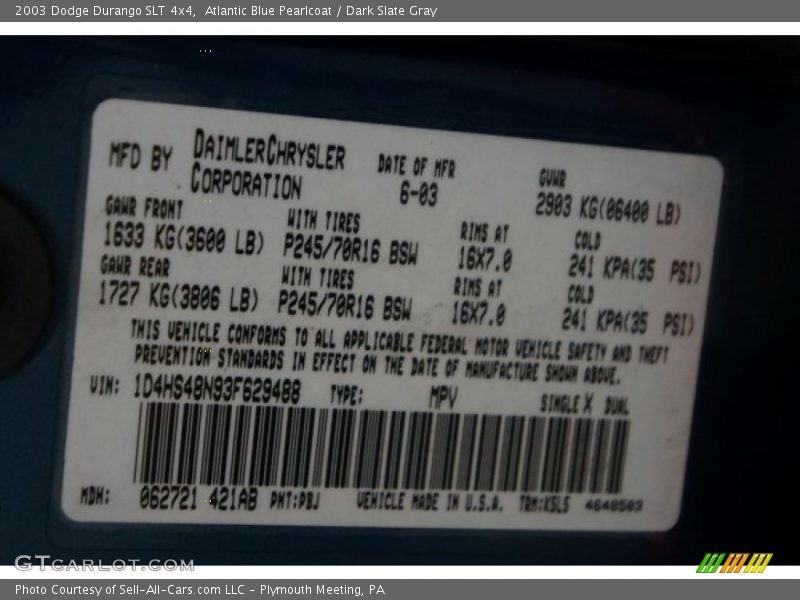 2003 Dodge Durango SLT 4x4,  Atlantic Blue Pearlcoat / Dark Slate Gray
MFD BY DAIMLERCHRYSLER CORPORATION
DATE OF MFR 6-03
GVWR 2903 KG(06400 LB)
GAWR FRONT WITH TIRES RIMS AT COLD
1633 KG(3600 LB) P245/70R16 BSW 16X7.0 241 KPA(35 PSI)
GAWR REAR WITH TIRES RIMS AT COLD
1727 KG(3806 LB) P245/70R16 BSW 16X7.0 241 KPA(35 PSI)
THIS VEHICLE CONFORMS TO ALL APPLICABLE FEDERAL MOTOR VEHICLE SAFETY AND THEFT
PREVENTION STANDARDS IN EFFECT ON THE DATE OF MANUFACTURE SHOWN ABOVE.
VIN: 1D4HS48N93F629488 TYPE: MPV SINGLE X DUAL
MDH: 062721 421AB PNT:PBJ VEHICLE MADE IN U.S.A. TRM:K5L5 4648503
GTCARLOT.COM
Photo Courtesy of Sell-All-Cars.com LLC - Plymouth Meeting, PA